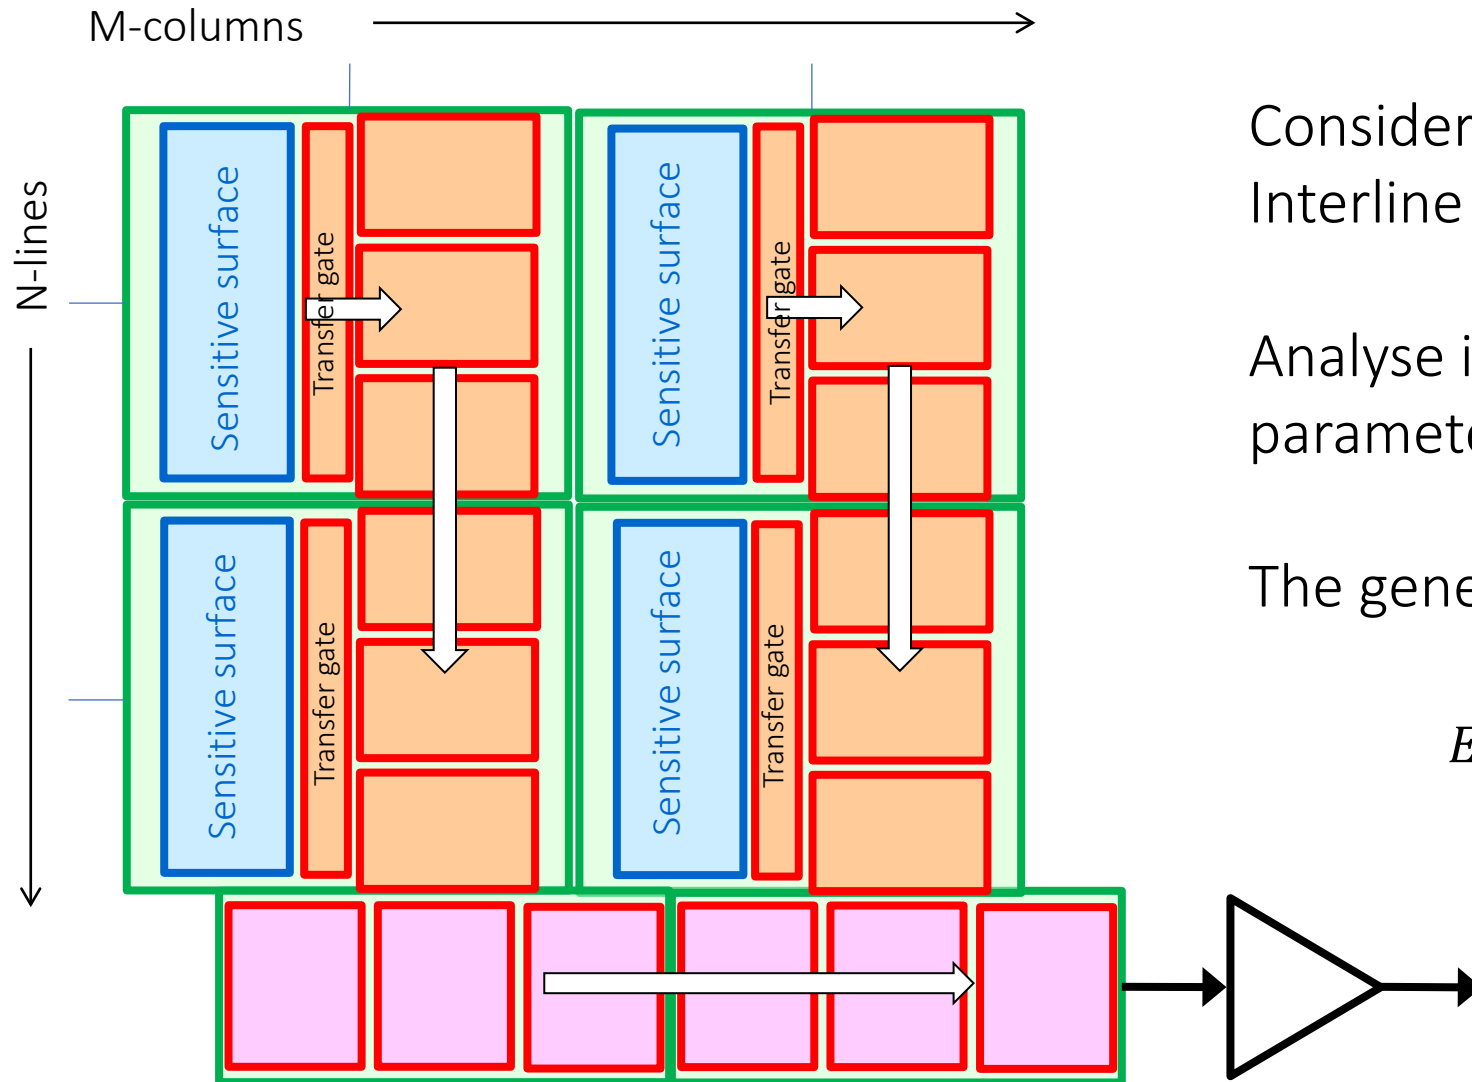 M-columns
N-lines
Sensitive surface
Transfer gate
Sensitive surface
Transfer gate
Sensitive surface
Transfer gate
Sensitive surface
Transfer gate
Consider
Interline
Analyse i
paramet
The gene
E